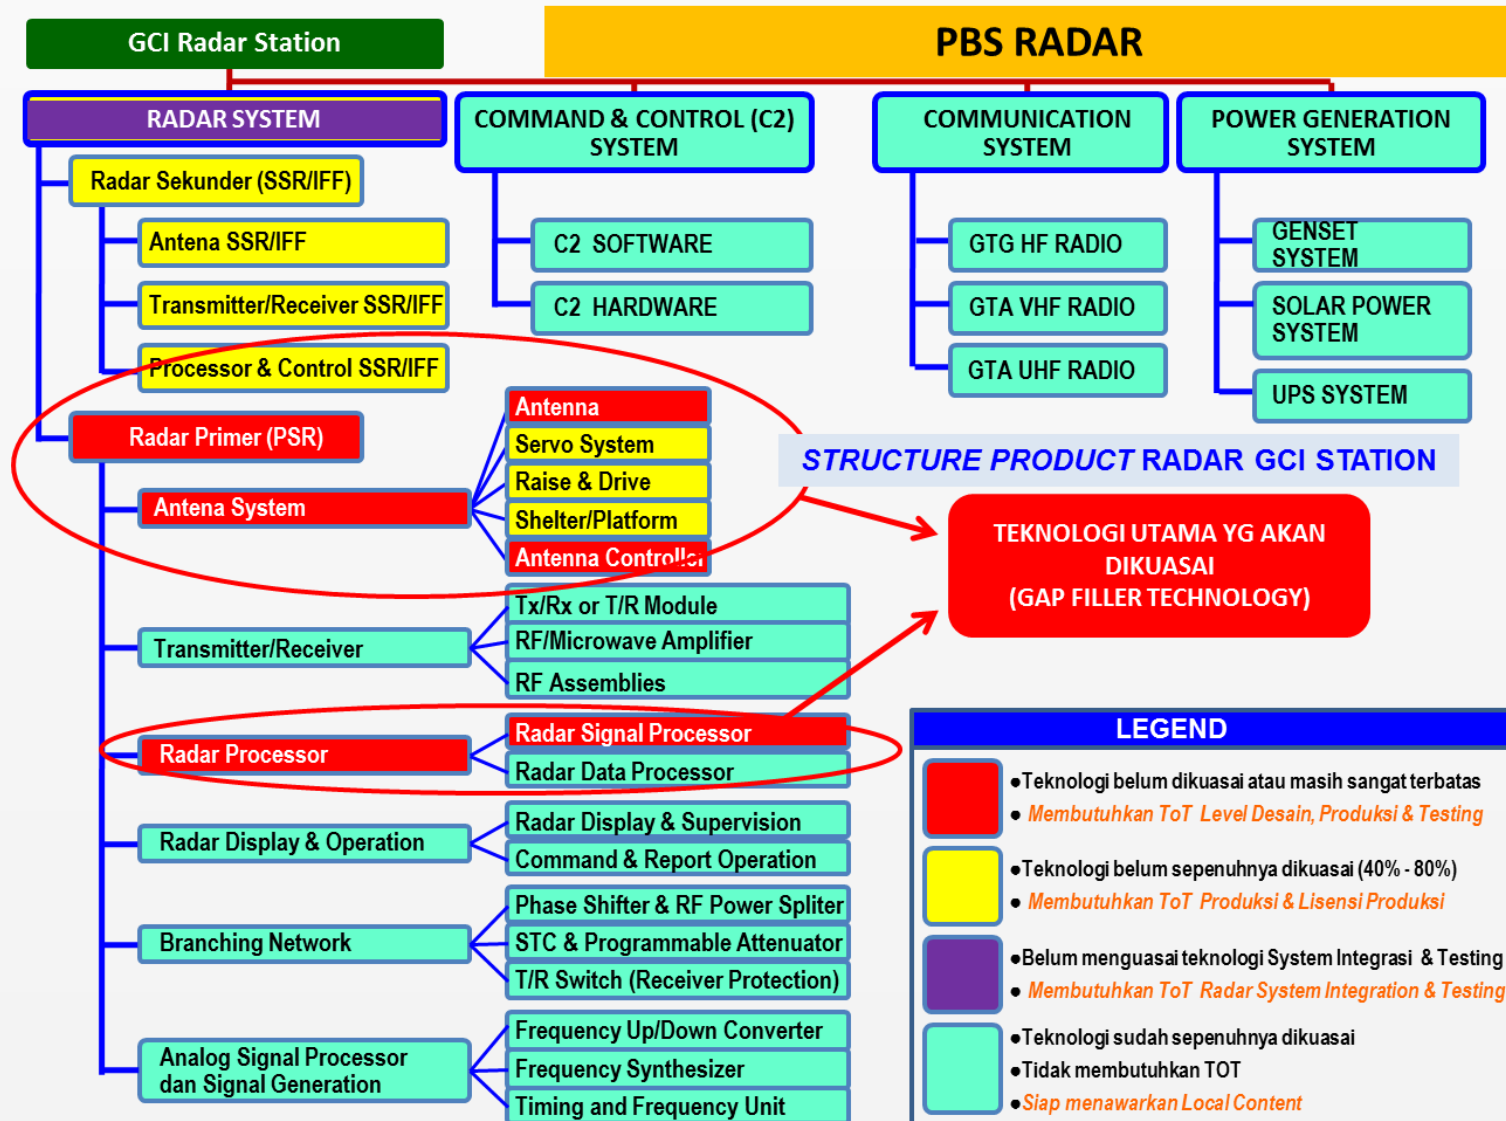 GCI Radar Station
PBS RADAR
RADAR SYSTEM
COMMAND & CONTROL (C2)
SYSTEM
COMMUNICATION
SYSTEM
POWER GENERATION
SYSTEM
Radar Sekunder (SSR/IFF)
Antena SSR/IFF
Transmitter/Receiver SSR/IFF
Processor & Control SSR/IFF
C2 SOFTWARE
C2 HARDWARE
GTG HF RADIO
GTA VHF RADIO
GTA UHF RADIO
GENSET
SYSTEM
SOLAR POWER
SYSTEM
UPS SYSTEM
Radar Primer (PSR)
Antena System
Antenna
Servo System
Raise & Drive
Shelter/Platform
Antenna Controller
STRUCTURE PRODUCT RADAR GCI STATION
TEKNOLOGI UTAMA YG AKAN
DIKUASAI
(GAP FILLER TECHNOLOGY)
Transmitter/Receiver
Tx/Rx or T/R Module
RF/Microwave Amplifier
RF Assemblies
Radar Processor
Radar Signal Processor
Radar Data Processor
Radar Display & Operation
Radar Display & Supervision
Command & Report Operation
Branching Network
Phase Shifter & RF Power Spliter
STC & Programmable Attenuator
T/R Switch (Receiver Protection)
Analog Signal Processor
dan Signal Generation
Frequency Up/Down Converter
Frequency Synthesizer
Timing and Frequency Unit
LEGEND
●Teknologi belum dikuasai atau masih sangat terbatas
● Membutuhkan ToT Level Desain, Produksi & Testing
●Teknologi belum sepenuhnya dikuasai (40% - 80%)
● Membutuhkan ToT Produksi & Lisensi Produksi
●Belum menguasai teknologi System Integrasi & Testing
● Membutuhkan ToT Radar System Integration & Testing
●Teknologi sudah sepenuhnya dikuasai
●Tidak membutuhkan TOT
●Siap menawarkan Local Content